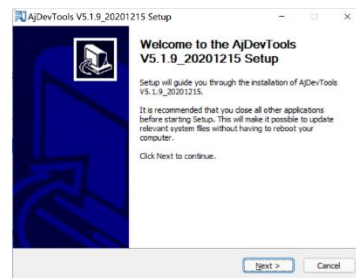 AjDevTools V5.1.9_20201215 Setup
Welcome to the AjDevTools
V5.1.9_20201215 Setup
Setup will guide you through the installation of AjDevTools
V5.1.9_20201215.
It is recommended that you close all other applications
before starting Setup. This will make it possible to update
relevant system files without having to reboot your
computer.
Click Next to continue.
Next >
Cancel